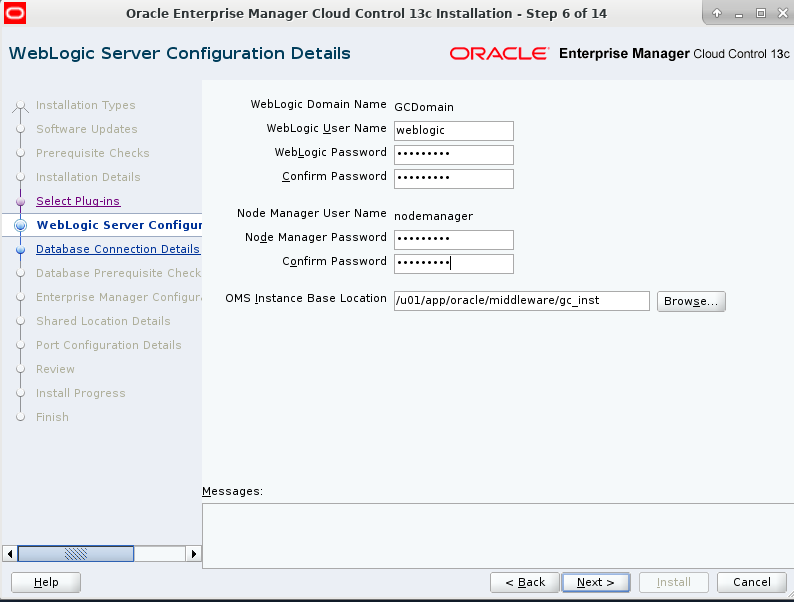 Oracle Enterprise Manager Cloud Control 13c Installation - Step 6 of 14
WebLogic Server Configuration Details
ORACLE Enterprise Manager Cloud Control 13c
Installation Types
Software Updates
Prerequisite Checks
Installation Details
Select Plug-ins
WebLogic Server Configur
Database Connection Details
Database Prerequisite Check
Enterprise Manager Configura
Shared Location Details
Port Configuration Details
Review
Install Progress
Finish
WebLogic Domain Name GCDomain
WebLogic User Name weblogic
WebLogic Password •••••••••
Confirm Password •••••••••
Node Manager User Name nodemanager
Node Manager Password •••••••••
Confirm Password •••••••••
OMS Instance Base Location /u01/app/oracle/middleware/gc_inst Browse...
Messages:
Help < Back Next > Install Cancel